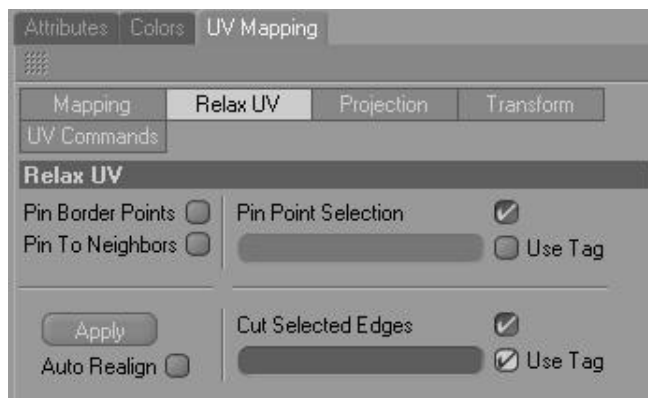 Attributes Colors UV Mapping
Mapping Relax UV Projection Transform
UV Commands
Relax UV
Pin Border Points Pin Point Selection
Pin To Neighbors Use Tag
Apply Cut Selected Edges
Auto Realign Use Tag